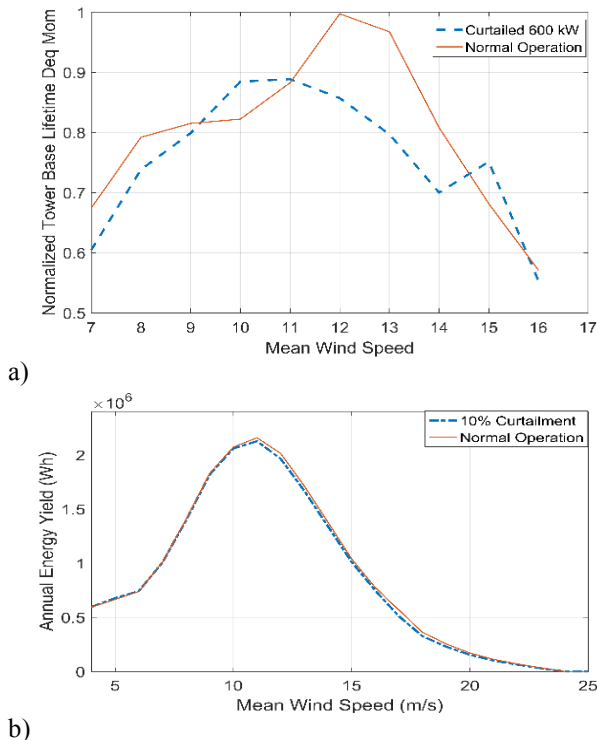 Normalized Tower Base Lifetime Deq Mom
1
0.9
0.8
0.7
0.6
0.5
Curtailed 600 kW
Normal Operation
7 8 9 10 11 12 13 14 15 16 17
Mean Wind Speed
a)
× 10^6
Annual Energy Yield (Wh)
2
1.5
1
0.5
0
10% Curtailment
Normal Operation
5 10 15 20 25
Mean Wind Speed (m/s)
b)